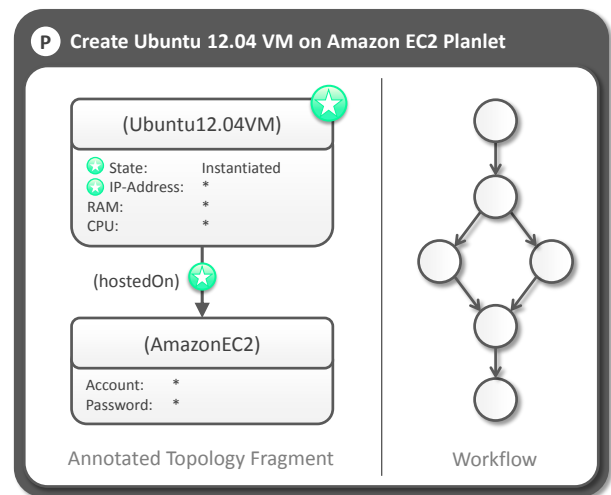 P Create Ubuntu 12.04 VM on Amazon EC2 Planlet
(Ubuntu12.04VM)
State: Instantiated
IP-Address: *
RAM: *
CPU: *
(hostedOn)
(AmazonEC2)
Account: *
Password: *
Annotated Topology Fragment
Workflow